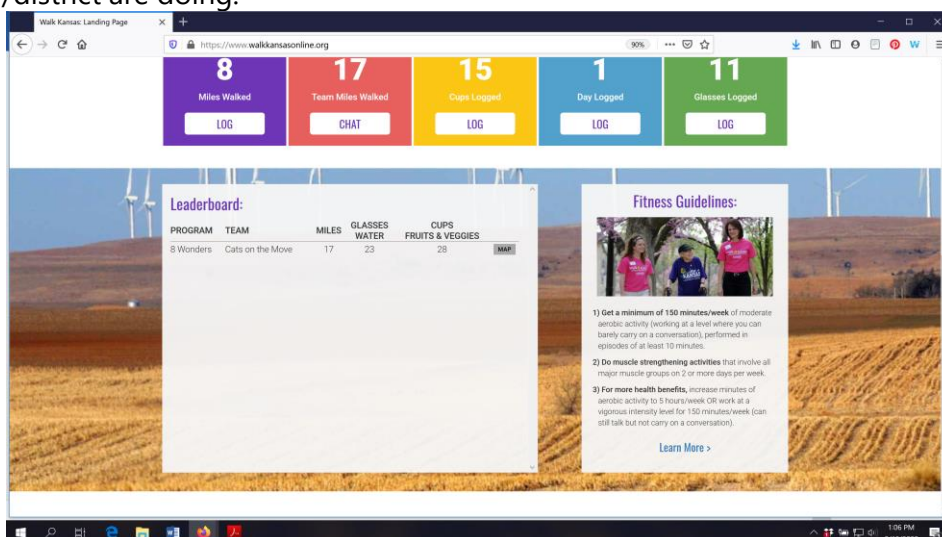 /district are doing.
Walk Kansas: Landing Page
https://www.walkkansasonline.org
90%
8 17 15 1 11
Miles Walked Team Miles Walked Cups Logged Day Logged Glasses Logged
LOG CHAT LOG LOG LOG
Leaderboard:
PROGRAM TEAM MILES GLASSES WATER CUPS FRUITS & VEGGIES
8 Wonders Cats on the Move 17 23 28 MAP
Fitness Guidelines:
1) Get a minimum of 150 minutes/week of moderate
aerobic activity (working at a level where you can
barely carry on a conversation), performed in
episodes of at least 10 minutes.
2) Do muscle strengthening activities that involve all
major muscle groups on 2 or more days per week.
3) For more health benefits, increase minutes of
aerobic activity to 5 hours/week OR work at a
vigorous intensity level for 150 minutes/week (can
still talk but not carry on a conversation).
Learn More >
1:06 PM